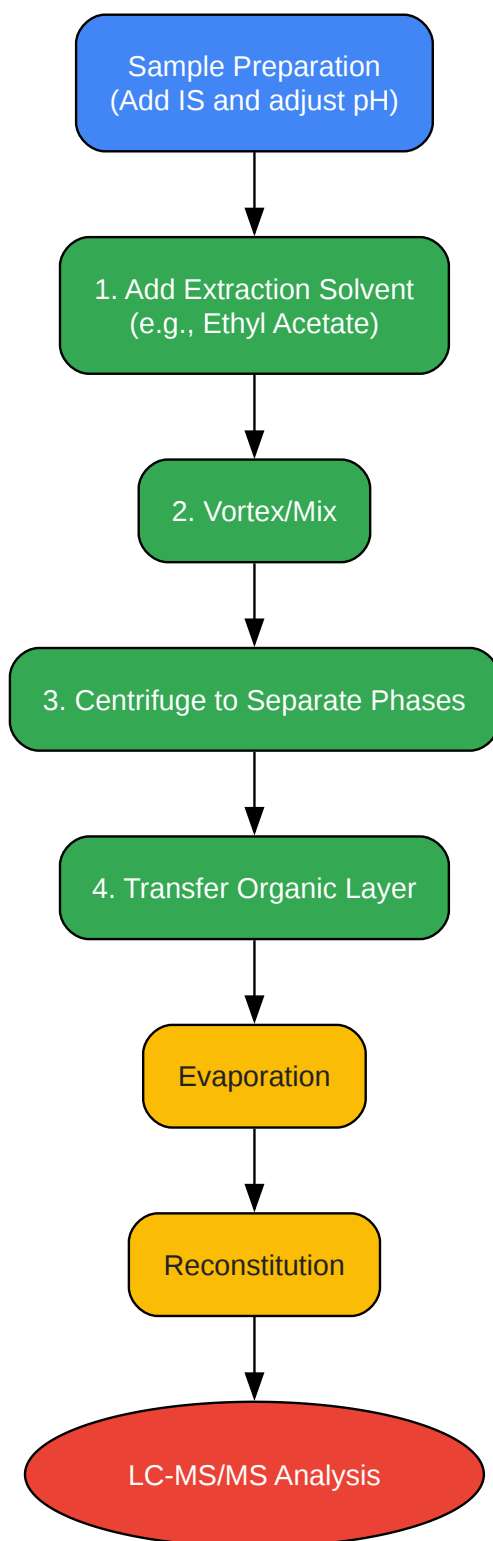 Sample Preparation
(Add IS and adjust pH)
1. Add Extraction Solvent
(e.g., Ethyl Acetate)
2. Vortex/Mix
3. Centrifuge to Separate Phases
4. Transfer Organic Layer
Evaporation
Reconstitution
LC-MS/MS Analysis